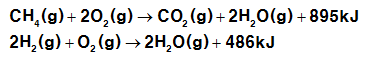 CH₄(g)+2O₂(g)→CO₂(g)+2H₂O(g)+895kJ
2H₂(g)+O₂(g)→2H₂O(g)+486kJ